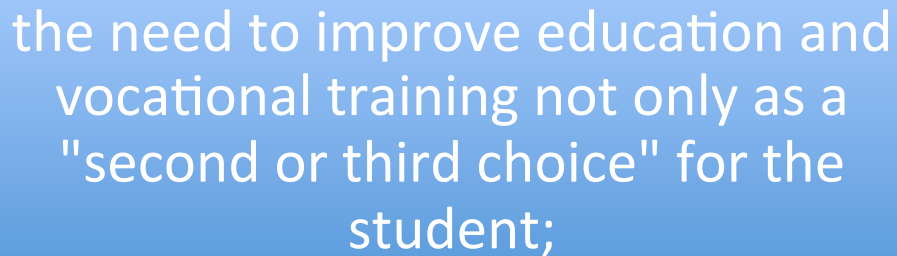 the need to improve education and
vocational training not only as a
"second or third choice" for the
student;